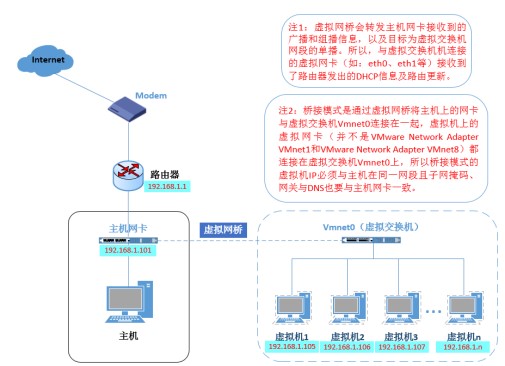 注1：虚拟网桥会转发主机网卡接收到的
广播和组播信息，以及目标为虚拟交换机
网段的单播。所以，与虚拟交换机机连接
的虚拟网卡（如：eth0、eth1等）接收到
了路由器发出的DHCP信息及路由更新。
Internet
Modem
注2：桥接模式是通过虚拟网桥将主机上的网卡
与虚拟交换机Vmnet0连接在一起，虚拟机上的
虚拟网卡（并不是VMware Network Adapter
VMnet1和VMware Network Adapter VMnet8）都
连接在虚拟交换机Vmnet0上，所以桥接模式的
虚拟机IP必须与主机在同一网段且子网掩码、
网关与DNS也要与主机网卡一致。
路由器
192.168.1.1
主机网卡
192.168.1.101
主机
虚拟网桥
Vmnet0（虚拟交换机）
虚拟机1
192.168.1.105
虚拟机2
192.168.1.106
虚拟机3
192.168.1.107
...
虚拟机n
192.168.1.n